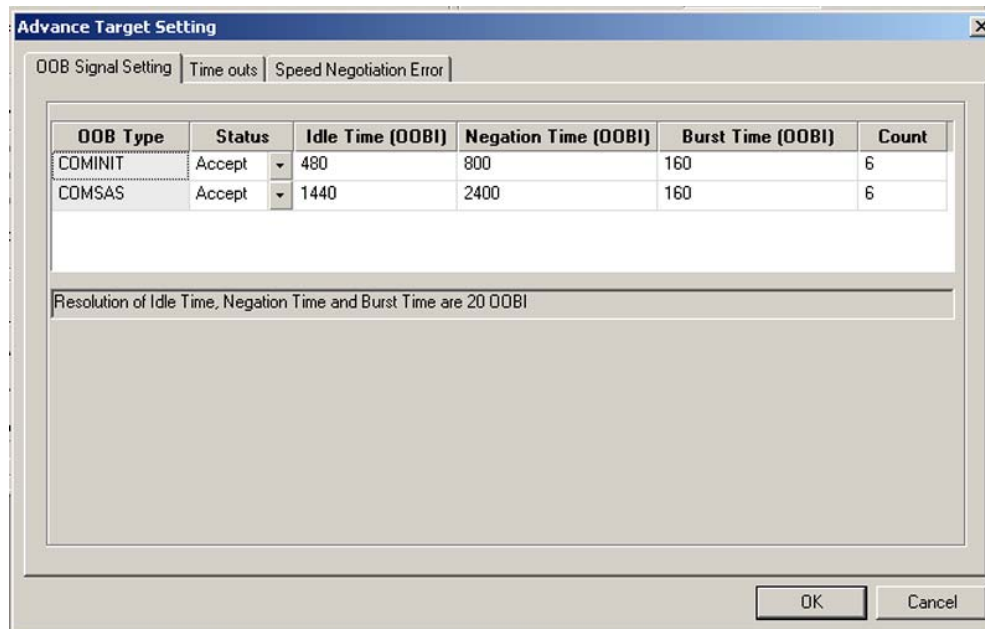 Advance Target Setting
OOB Signal Setting Time outs Speed Negotiation Error
OOB Type Status Idle Time (OOBI) Negation Time (OOBI) Burst Time (OOBI) Count
COMINIT Accept 480 800 160 6
COMSAS Accept 1440 2400 160 6
Resolution of Idle Time, Negation Time and Burst Time are 20 OOBI
OK Cancel